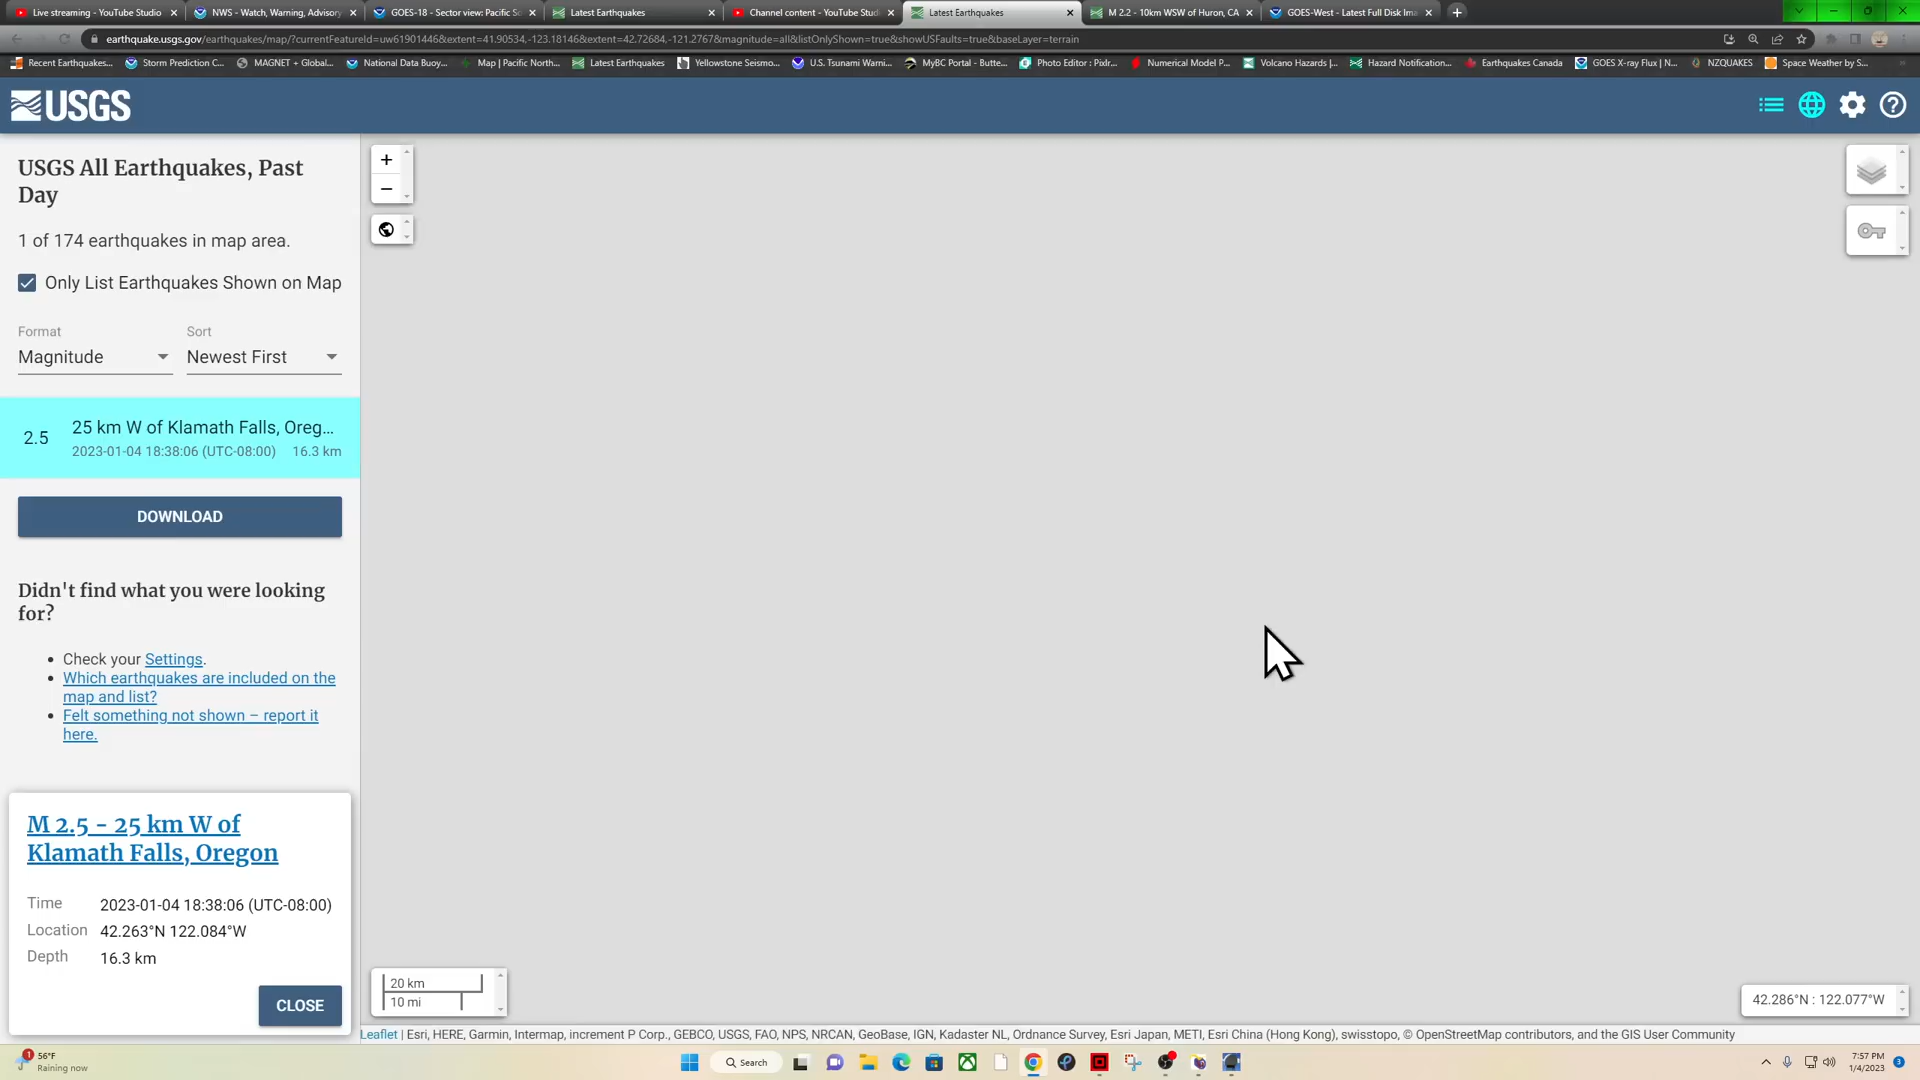 Live streaming - YouTube Studio
NWS - Watch, Warning, Advisory
GOES-18 - Sector view: Pacific So
Latest Earthquakes
Channel content - YouTube Studi
Latest Earthquakes
M 2.2 - 10km WSW of Huron, CA
GOES-West - Latest Full Disk Ima
earthquake.usgs.gov/earthquakes/map/?currentFeatureId=uw61901446&extent=41.90534,-123.18146&extent=42.72684,-121.2767&magnitude=all&listOnlyShown=true&showUSFaults=true&baseLayer=terrain
Recent Earthquakes...
Storm Prediction C...
MAGNET + Global...
National Data Buoy...
Map | Pacific North...
Latest Earthquakes
Yellowstone Seismo...
U.S. Tsunami Warni...
MyBC Portal - Butte...
Photo Editor : Pixlr...
Numerical Model P...
Volcano Hazards |...
Hazard Notification...
Earthquakes Canada
GOES X-ray Flux | N...
NZQUAKES
Space Weather by S...
USGS
USGS All Earthquakes, Past
Day
1 of 174 earthquakes in map area.
Only List Earthquakes Shown on Map
Format
Sort
Magnitude
Newest First
2.5
25 km W of Klamath Falls, Oreg...
2023-01-04 18:38:06 (UTC-08:00)
16.3 km
DOWNLOAD
Didn't find what you were looking
for?
• Check your Settings.
• Which earthquakes are included on the
map and list?
• Felt something not shown – report it
here.
M 2.5 - 25 km W of
Klamath Falls, Oregon
Time 2023-01-04 18:38:06 (UTC-08:00)
Location 42.263°N 122.084°W
Depth 16.3 km
CLOSE
+
−
20 km
10 mi
42.286°N : 122.077°W
Leaflet | Esri, HERE, Garmin, Intermap, increment P Corp., GEBCO, USGS, FAO, NPS, NRCAN, GeoBase, IGN, Kadaster NL, Ordnance Survey, Esri Japan, METI, Esri China (Hong Kong), swisstopo, © OpenStreetMap contributors, and the GIS User Community
1
56°F
Raining now
Search
7:57 PM
1/4/2023
3